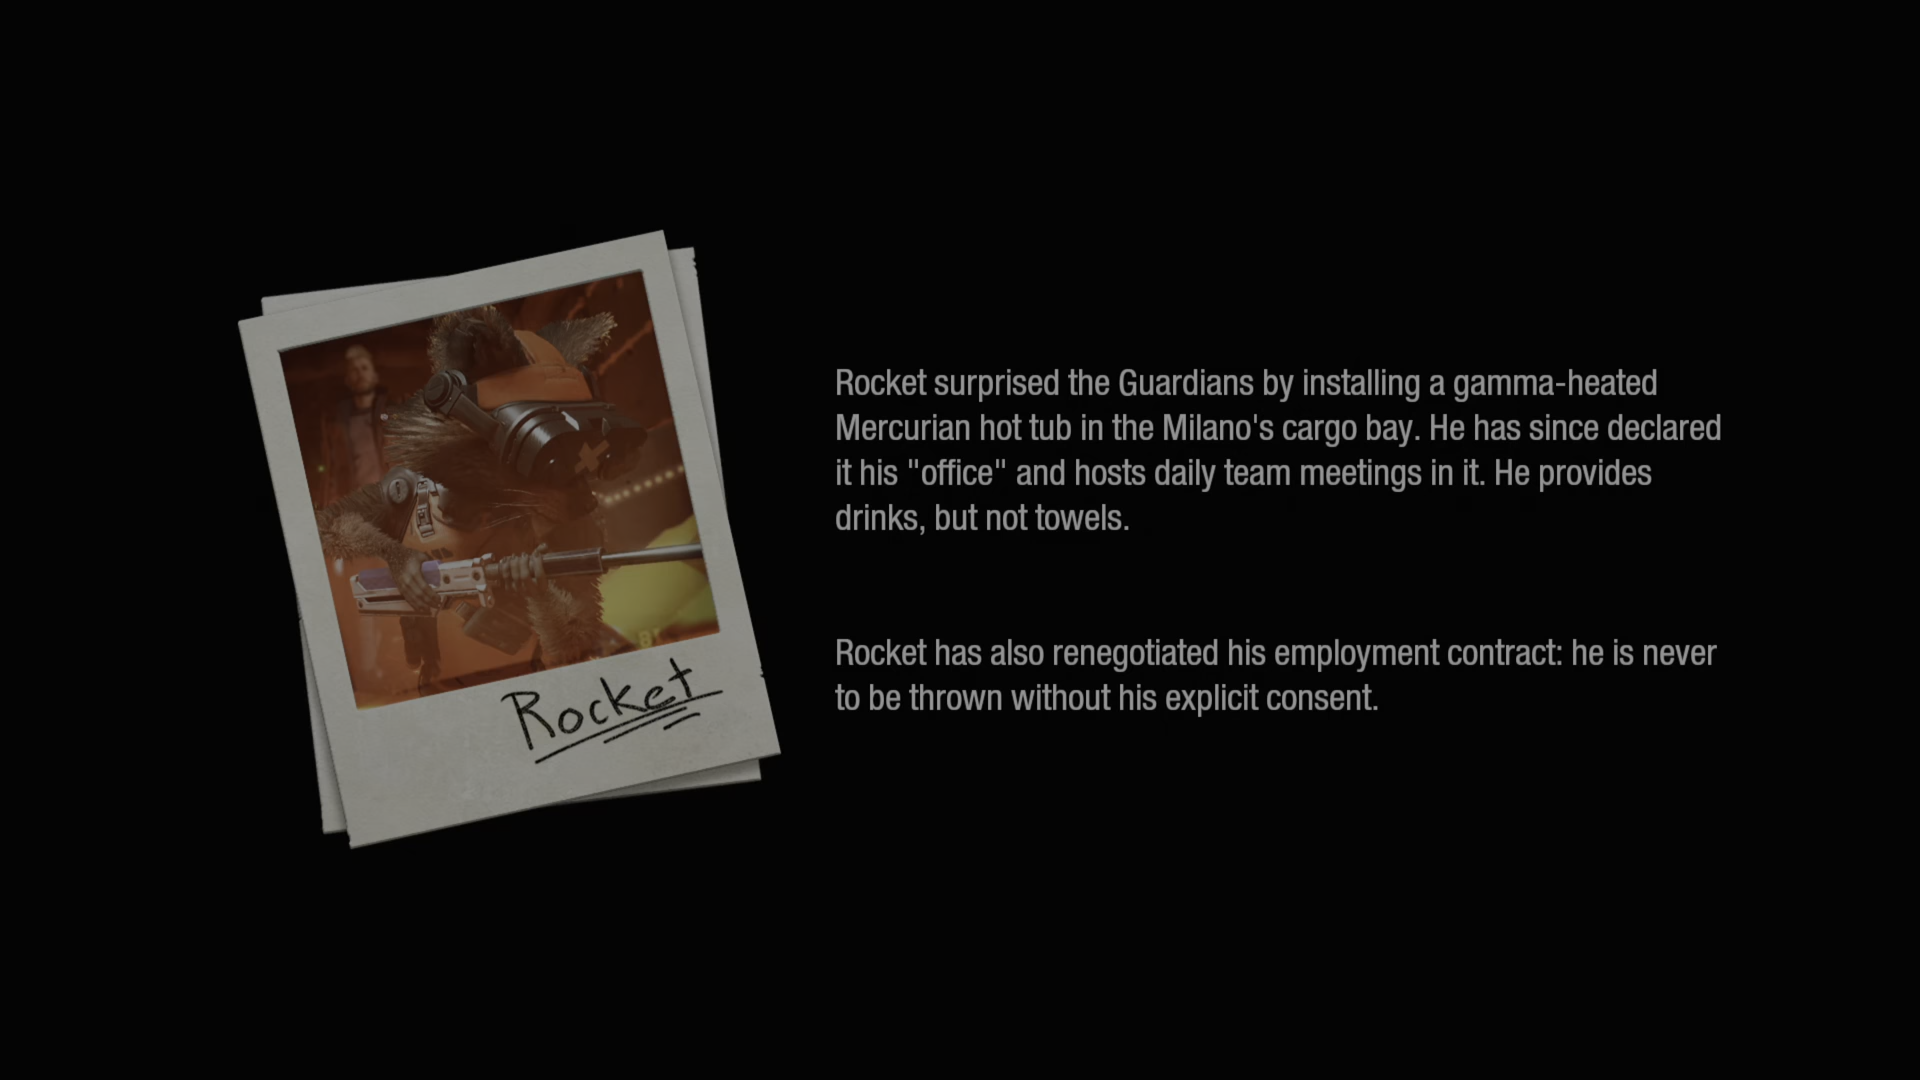 Rocket surprised the Guardians by installing a gamma-heated
Mercurian hot tub in the Milano's cargo bay. He has since declared
it his "office" and hosts daily team meetings in it. He provides
drinks, but not towels.
Rocket has also renegotiated his employment contract: he is never
to be thrown without his explicit consent.
Rocket